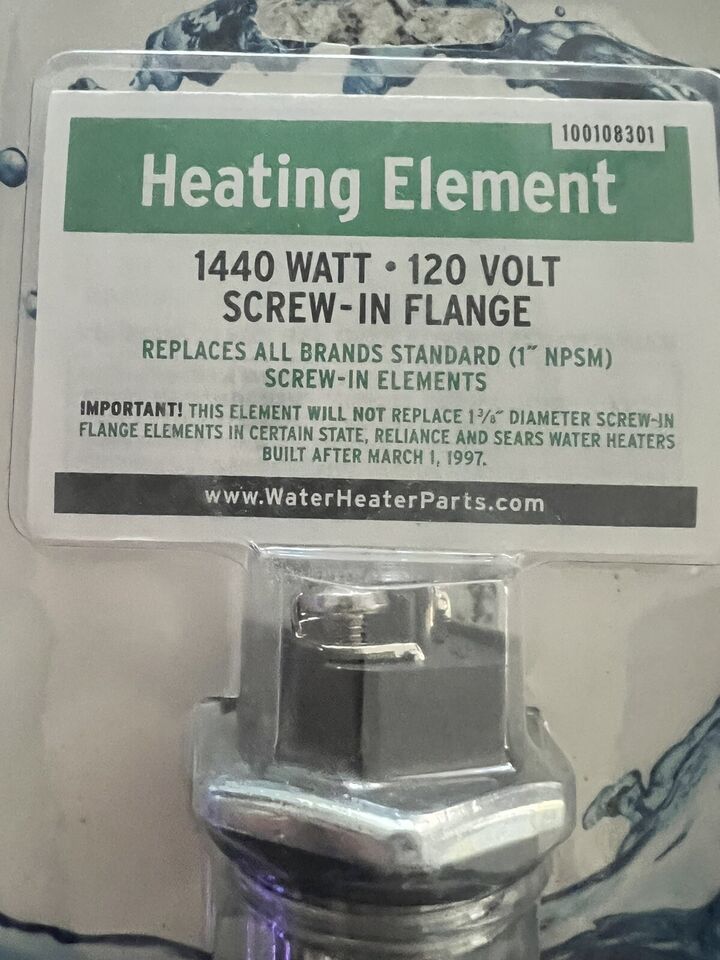 100108301
Heating Element
1440 WATT • 120 VOLT
SCREW-IN FLANGE
REPLACES ALL BRANDS STANDARD (1″ NPSM)
SCREW-IN ELEMENTS
IMPORTANT! THIS ELEMENT WILL NOT REPLACE 1 3/8″ DIAMETER SCREW-IN
FLANGE ELEMENTS IN CERTAIN STATE, RELIANCE AND SEARS WATER HEATERS
BUILT AFTER MARCH 1, 1997.
www.WaterHeaterParts.com